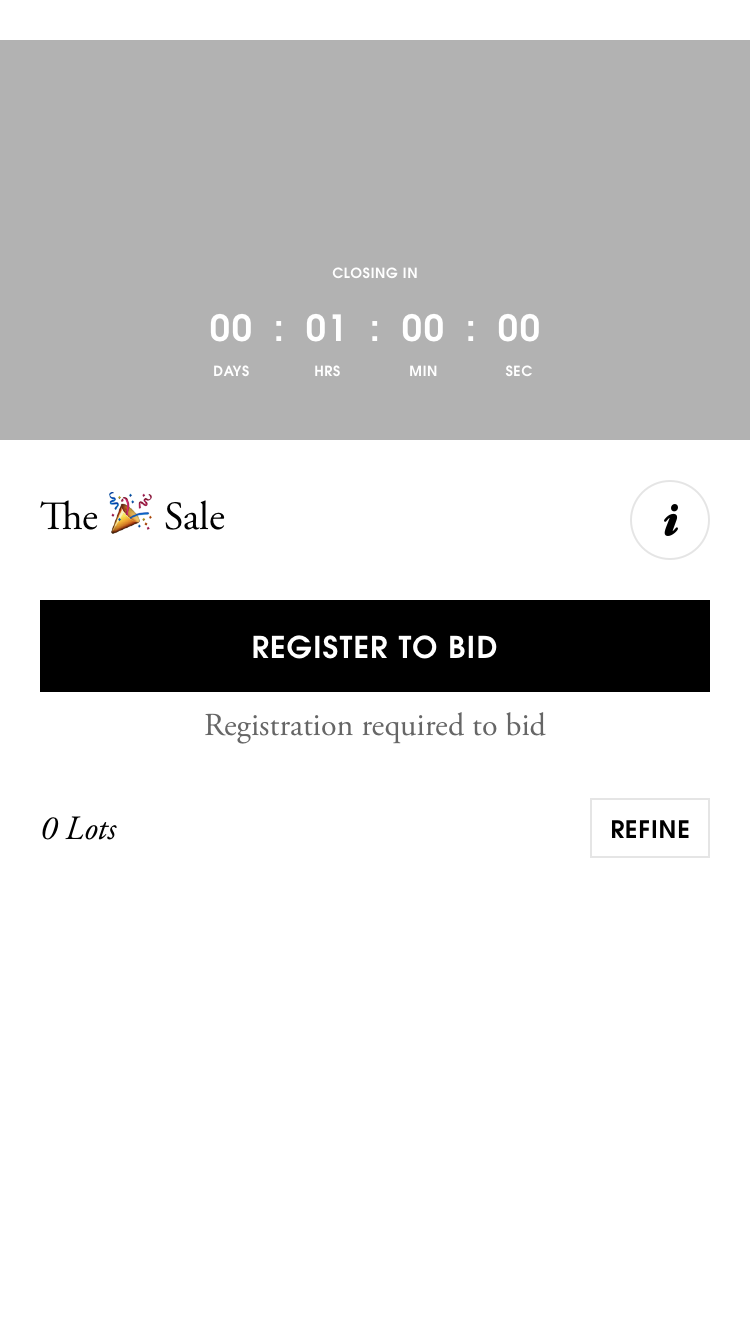 CLOSING IN
00 : 01 : 00 : 00
DAYS HRS MIN SEC
The 🎉 Sale
i
REGISTER TO BID
Registration required to bid
0 Lots
REFINE